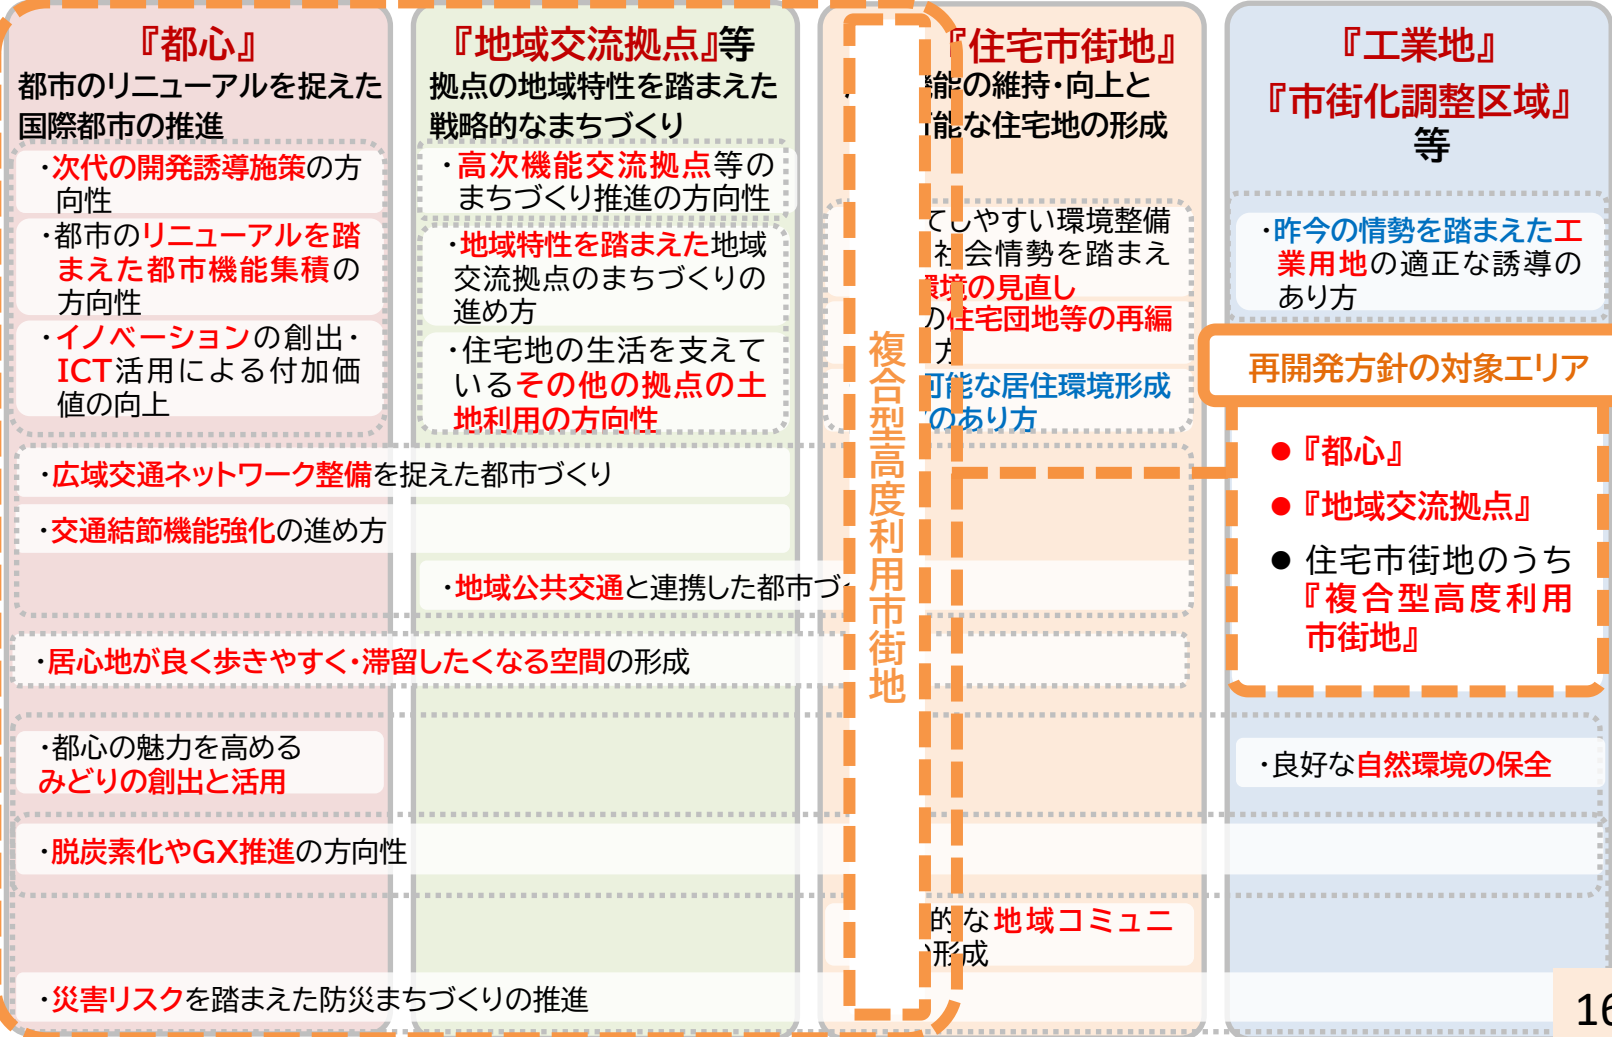 『都心』
都市のリニューアルを捉えた
国際都市の推進
・次代の開発誘導施策の方
向性
・都市のリニューアルを踏
まえた都市機能集積の
方向性
・イノベーションの創出・
ICT活用による付加価
値の向上
『地域交流拠点』等
拠点の地域特性を踏まえた
戦略的なまちづくり
・高次機能交流拠点等の
まちづくり推進の方向性
・地域特性を踏まえた地域
交流拠点のまちづくりの
進め方
・住宅地の生活を支えて
いるその他の拠点の土
地利用の方向性
『住宅市街地』
能の維持・向上と
能な住宅地の形成
てしやすい環境整備
社会情勢を踏まえ
環境の見直し
の住宅団地等の再編
方
可能な居住環境形成
のあり方
『工業地』
『市街化調整区域』
等
・昨今の情勢を踏まえた工
業用地の適正な誘導の
あり方
複合型高度利用市街地
再開発方針の対象エリア
●『都心』
●『地域交流拠点』
● 住宅市街地のうち
『複合型高度利用
市街地』
・広域交通ネットワーク整備を捉えた都市づくり
・交通結節機能強化の進め方
・地域公共交通と連携した都市づ
・居心地が良く歩きやすく・滞留したくなる空間の形成
・都心の魅力を高める
みどりの創出と活用
・良好な自然環境の保全
・脱炭素化やGX推進の方向性
的な地域コミュニ
形成
・災害リスクを踏まえた防災まちづくりの推進
16